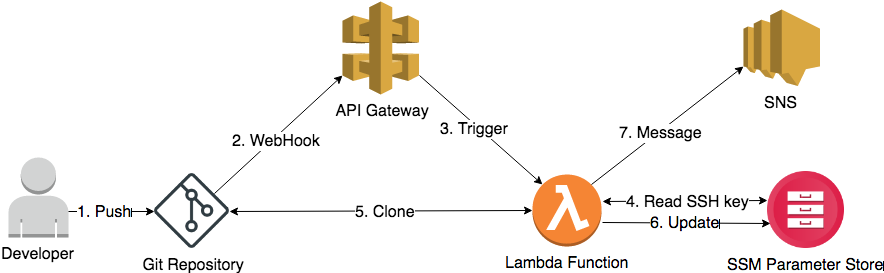 SNS
API Gateway
3. Trigger
7. Message
2. WebHook
4. Read SSH key
1. Push
5. Clone
6. Update
Developer
Git Repository
Lambda Function
SSM Parameter Store